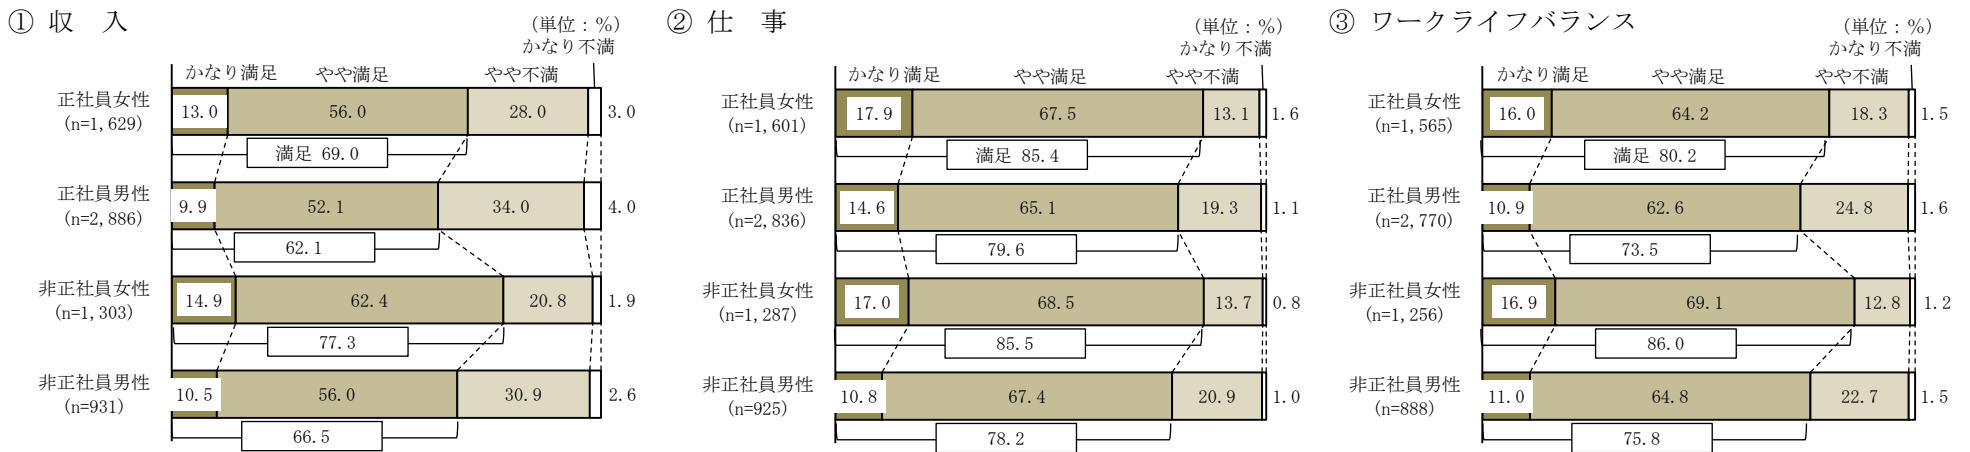 ① 収　入
(単位：%)
かなり不満
かなり満足　やや満足　やや不満
正社員女性
(n=1,629)
13.0　56.0　28.0　3.0
満足 69.0
正社員男性
(n=2,886)
9.9　52.1　34.0　4.0
62.1
非正社員女性
(n=1,303)
14.9　62.4　20.8　1.9
77.3
非正社員男性
(n=931)
10.5　56.0　30.9　2.6
66.5
② 仕　事
(単位：%)
かなり不満
かなり満足　やや満足　やや不満
正社員女性
(n=1,601)
17.9　67.5　13.1　1.6
満足 85.4
正社員男性
(n=2,836)
14.6　65.1　19.3　1.1
79.6
非正社員女性
(n=1,287)
17.0　68.5　13.7　0.8
85.5
非正社員男性
(n=925)
10.8　67.4　20.9　1.0
78.2
③ ワークライフバランス
(単位：%)
かなり不満
かなり満足　やや満足　やや不満
正社員女性
(n=1,565)
16.0　64.2　18.3　1.5
満足 80.2
正社員男性
(n=2,770)
10.9　62.6　24.8　1.6
73.5
非正社員女性
(n=1,256)
16.9　69.1　12.8　1.2
86.0
非正社員男性
(n=888)
11.0　64.8　22.7　1.5
75.8